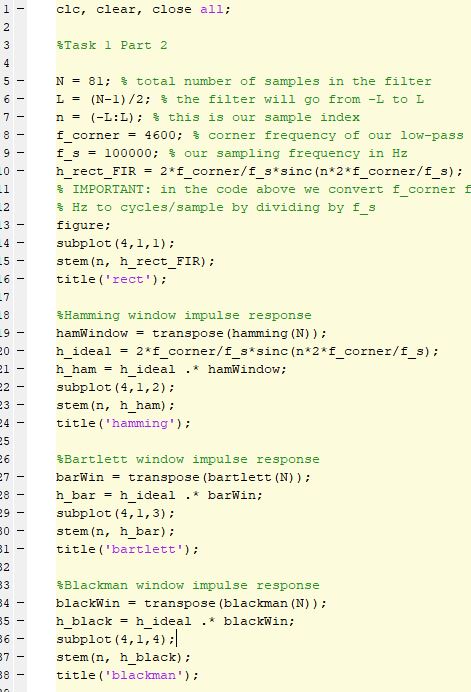 1 – clc, clear, close all;
2
3 %Task 1 Part 2
4
5 – N = 81; % total number of samples in the filter
6 – L = (N-1)/2; % the filter will go from -L to L
7 – n = (-L:L); % this is our sample index
8 – f_corner = 4600; % corner frequency of our low-pass
9 – f_s = 100000; % our sampling frequency in Hz
10 – h_rect_FIR = 2*f_corner/f_s*sinc(n*2*f_corner/f_s);
11 % IMPORTANT: in the code above we convert f_corner f
12 % Hz to cycles/sample by dividing by f_s
13 – figure;
14 – subplot(4,1,1);
15 – stem(n, h_rect_FIR);
16 – title('rect');
17
18 %Hamming window impulse response
19 – hamWindow = transpose(hamming(N));
20 – h_ideal = 2*f_corner/f_s*sinc(n*2*f_corner/f_s);
21 – h_ham = h_ideal .* hamWindow;
22 – subplot(4,1,2);
23 – stem(n, h_ham);
24 – title('hamming');
25
26 %Bartlett window impulse response
27 – barWin = transpose(bartlett(N));
28 – h_bar = h_ideal .* barWin;
29 – subplot(4,1,3);
30 – stem(n, h_bar);
31 – title('bartlett');
32
33 %Blackman window impulse response
34 – blackWin = transpose(blackman(N));
35 – h_black = h_ideal .* blackWin;
36 – subplot(4,1,4);
37 – stem(n, h_black);
38 – title('blackman');